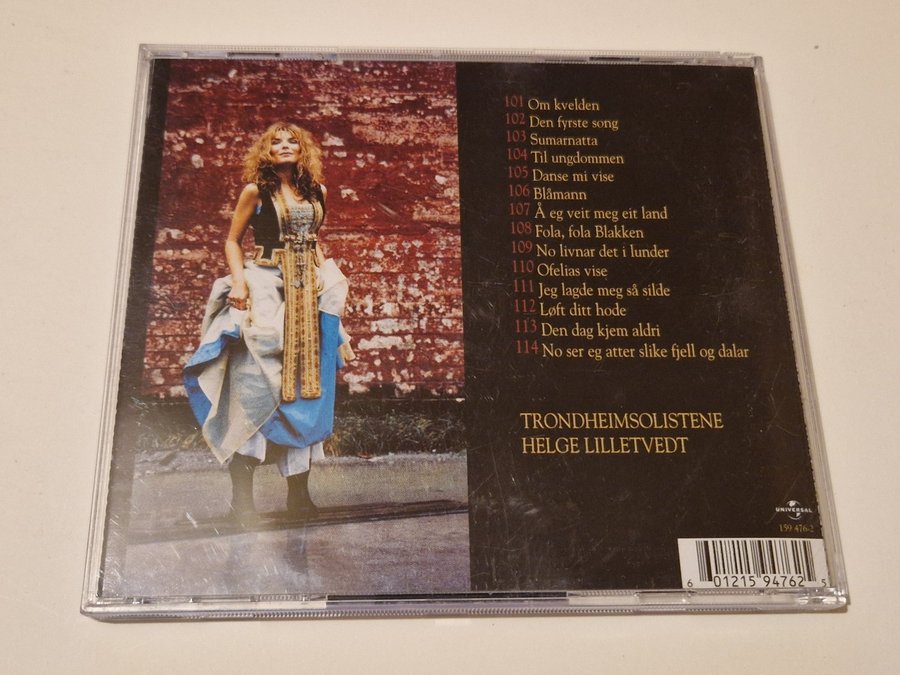 101 Om kvelden
102 Den fyrste song
103 Sumarnatta
104 Til ungdommen
105 Danse mi vise
106 Blåmann
107 Å eg veit meg eit land
108 Fola, fola Blakken
109 No livnar det i lunder
110 Ofelias vise
111 Jeg lagde meg så silde
112 Løft ditt hode
113 Den dag kjem aldri
114 No ser eg atter slike fjell og dalar
TRONDHEIMSOLISTENE
HELGE LILLETVEDT
UNIVERSAL
159 476-2
6 01215 94762 5